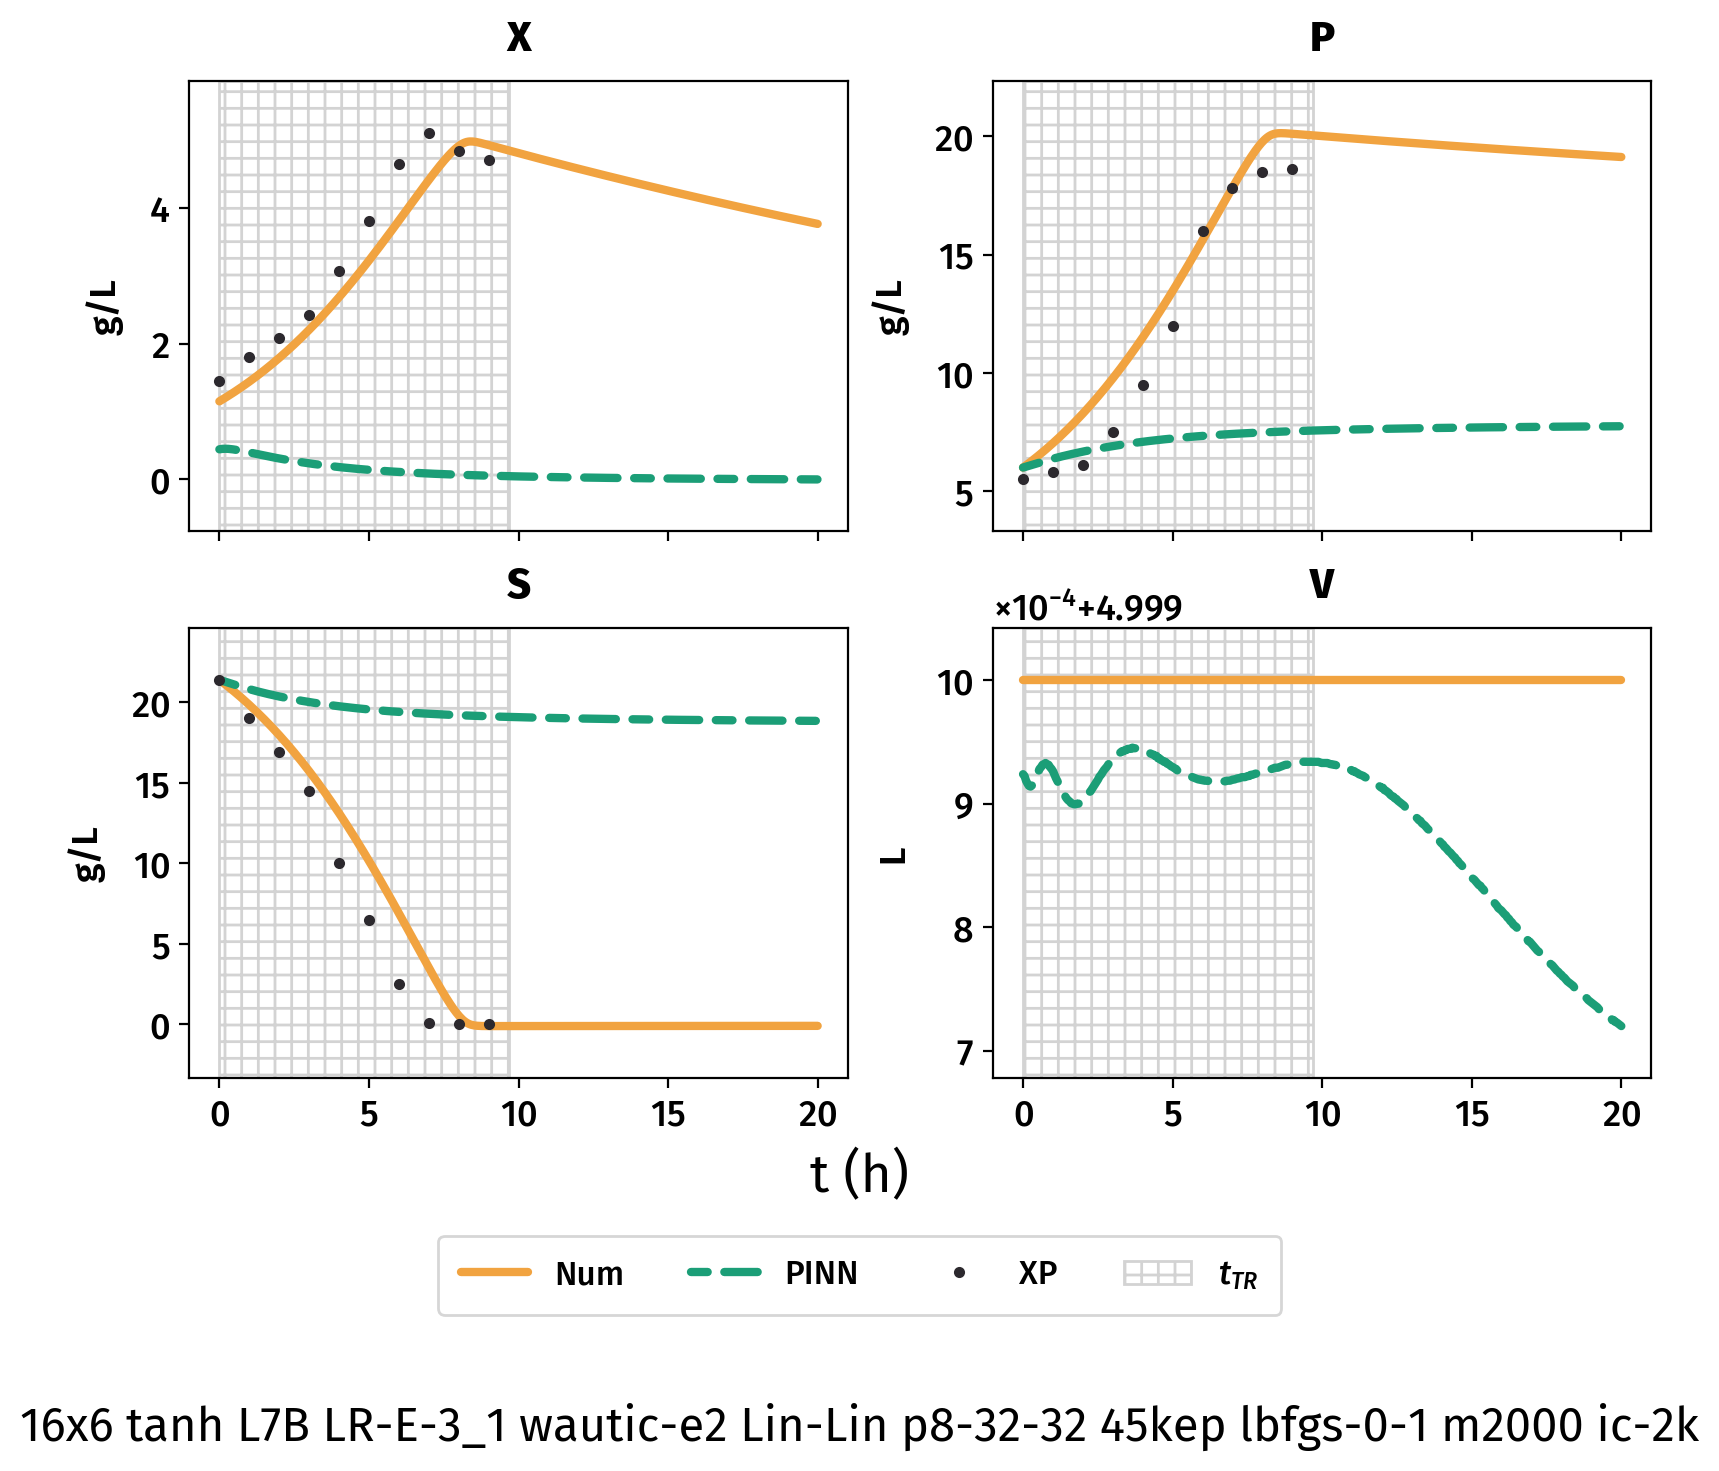 X
P
g/L
4
2
0
g/L
20
15
10
5
S
V
×10⁻⁴+4.999
g/L
20
15
10
5
0
L
10
9
8
7
0 5 10 15 20
0 5 10 15 20
t (h)
Num PINN XP t_TR
16x6 tanh L7B LR-E-3_1 wautic-e2 Lin-Lin p8-32-32 45kep lbfgs-0-1 m2000 ic-2k